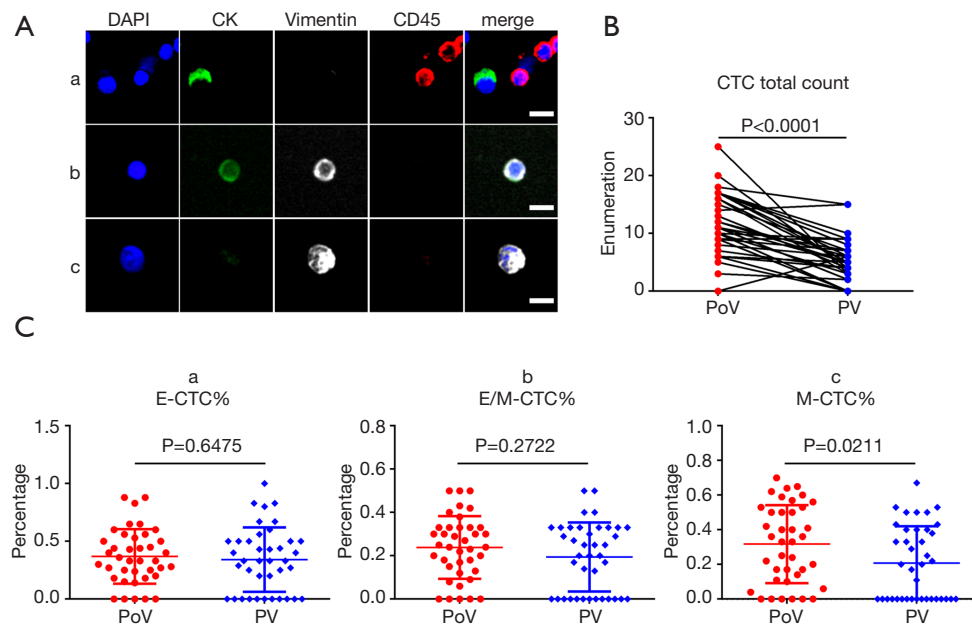 A
DAPI CK Vimentin CD45 merge
a
b
c
B
CTC total count
P<0.0001
30
20
10
0
Enumeration
PoV PV
C
a
E-CTC%
P=0.6475
1.5
1.0
0.5
0.0
Percentage
PoV PV
b
E/M-CTC%
P=0.2722
0.8
0.6
0.4
0.2
0.0
Percentage
PoV PV
c
M-CTC%
P=0.0211
1.0
0.8
0.6
0.4
0.2
0.0
Percentage
PoV PV